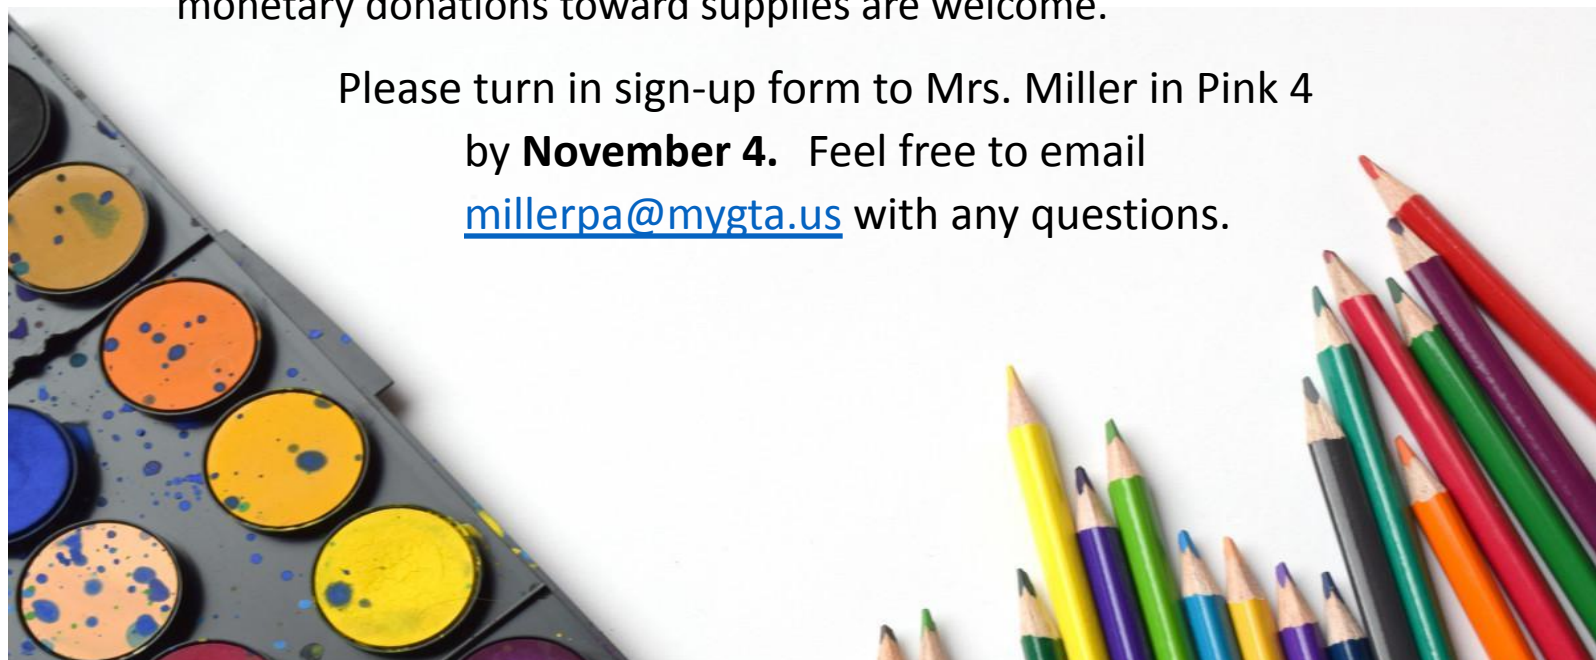 monetary donations toward supplies are welcome.
Please turn in sign-up form to Mrs. Miller in Pink 4
by November 4. Feel free to email
millerpa@mygta.us with any questions.